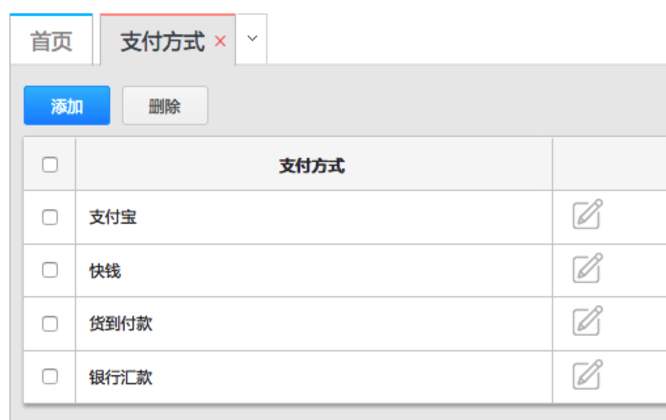 首页 支付方式
添加 删除
支付方式
支付宝
快钱
货到付款
银行汇款